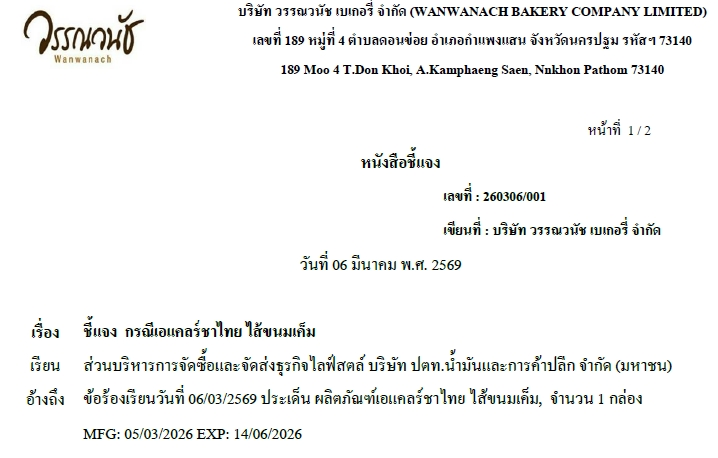 วรรณวนัช
Wanwanach
บริษัท วรรณวนัช เบเกอรี่ จำกัด (WANWANACH BAKERY COMPANY LIMITED)
เลขที่ 189 หมู่ที่ 4 ตำบลดอนข่อย อำเภอกำแพงแสน จังหวัดนครปฐม รหัสฯ 73140
189 Moo 4 T.Don Khoi, A.Kamphaeng Saen, Nnkhon Pathom 73140
หน้าที่ 1 / 2
หนังสือชี้แจง
เลขที่ : 260306/001
เขียนที่ : บริษัท วรรณวนัช เบเกอรี่ จำกัด
วันที่ 06 มีนาคม พ.ศ. 2569
เรื่อง ชี้แจง กรณีเอแคลร์ชาไทย ไส้ขนมเค็ม
เรียน ส่วนบริหารการจัดซื้อและจัดส่งธุรกิจไลฟ์สตล์ บริษัท ปตท.น้ำมันและการค้าปลีก จำกัด (มหาชน)
อ้างถึง ข้อร้องเรียนวันที่ 06/03/2569 ประเด็น ผลิตภัณฑ์เอแคลร์ชาไทย ไส้ขนมเค็ม, จำนวน 1 กล่อง
MFG: 05/03/2026 EXP: 14/06/2026